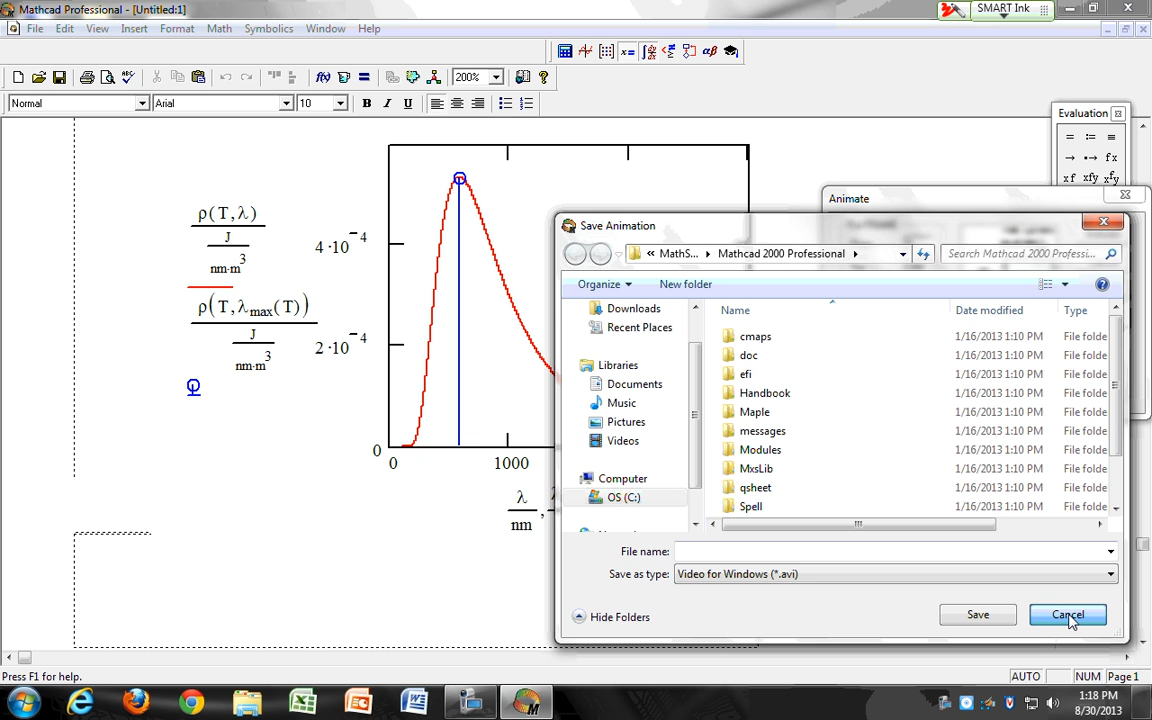 Mathcad Professional - [Untitled:1]
SMART Ink
File Edit View Insert Format Math Symbolics Window Help
200%
Normal Arial 10 B I U
Evaluation
= := ≡
→ •→ fx
xf xfy xfy
Animate
ρ(T,λ)
J
nm·m3
ρ(T,λmax(T))
J
nm·m3
4·10−4
2·10−4
0
0 1000
λ
nm ,
Save Animation
« MathS... ▸ Mathcad 2000 Professional ▸
Search Mathcad 2000 Professi...
Organize New folder
Downloads
Recent Places
Libraries
Documents
Music
Pictures
Videos
Computer
OS (C:)
Name Date modified Type
cmaps 1/16/2013 1:10 PM File folde
doc 1/16/2013 1:10 PM File folde
efi 1/16/2013 1:10 PM File folde
Handbook 1/16/2013 1:10 PM File folde
Maple 1/16/2013 1:10 PM File folde
messages 1/16/2013 1:10 PM File folde
Modules 1/16/2013 1:10 PM File folde
MxsLib 1/16/2013 1:10 PM File folde
qsheet 1/16/2013 1:10 PM File folde
Spell 1/16/2013 1:10 PM File folde
File name:
Save as type: Video for Windows (*.avi)
Hide Folders Save Cancel
Press F1 for help. AUTO NUM Page 1
1:18 PM
8/30/2013